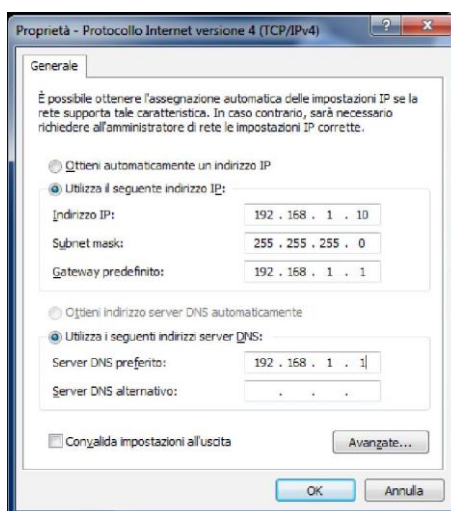 Proprietà - Protocollo Internet versione 4 (TCP/IPv4)
Generale
È possibile ottenere l'assegnazione automatica delle impostazioni IP se la
rete supporta tale caratteristica. In caso contrario, sarà necessario
richiedere all'amministratore di rete le impostazioni IP corrette.
Ottieni automaticamente un indirizzo IP
Utilizza il seguente indirizzo IP:
Indirizzo IP: 192 . 168 . 1 . 10
Subnet mask: 255 . 255 . 255 . 0
Gateway predefinito: 192 . 168 . 1 . 1
Ottieni indirizzo server DNS automaticamente
Utilizza i seguenti indirizzi server DNS:
Server DNS preferito: 192 . 168 . 1 . 1
Server DNS alternativo: . . .
Convalida impostazioni all'uscita
Avanzate...
OK Annulla